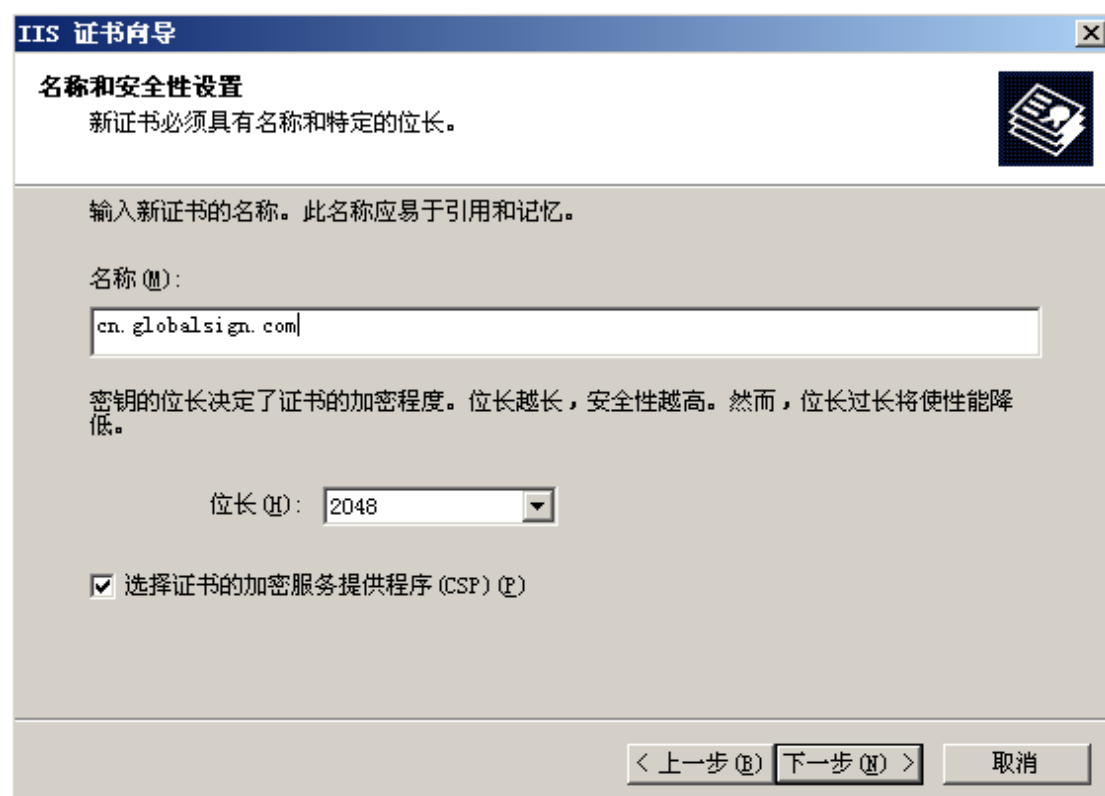 IIS 证书向导
名称和安全性设置
新证书必须具有名称和特定的位长。
输入新证书的名称。此名称应易于引用和记忆。
名称(M):
cn.globalsign.com
密钥的位长决定了证书的加密程度。位长越长，安全性越高。然而，位长过长将使性能降
低。
位长(H): 2048
选择证书的加密服务提供程序(CSP)(P)
< 上一步(B) 下一步(N) > 取消